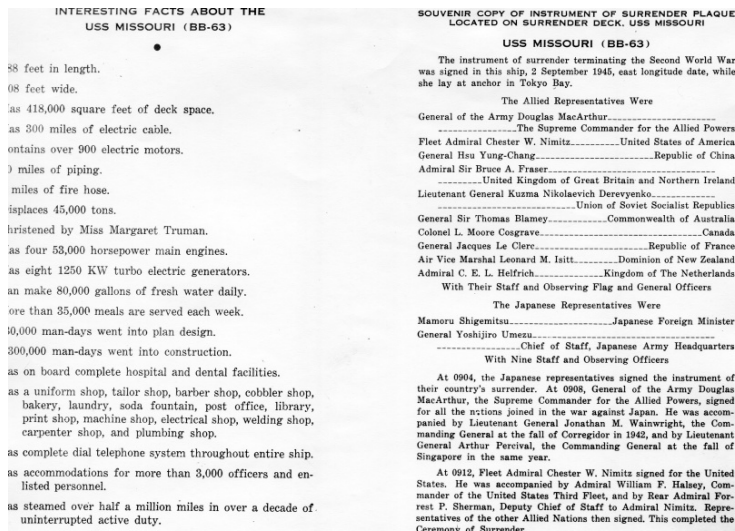 INTERESTING FACTS ABOUT THE
USS MISSOURI (BB-63)
88 feet in length.
08 feet wide.
as 418,000 square feet of deck space.
as 300 miles of electric cable.
ontains over 900 electric motors.
0 miles of piping.
miles of fire hose.
isplaces 45,000 tons.
hristened by Miss Margaret Truman.
as four 53,000 horsepower main engines.
as eight 1250 KW turbo electric generators.
an make 80,000 gallons of fresh water daily.
ore than 35,000 meals are served each week.
0,000 man-days went into plan design.
300,000 man-days went into construction.
as on board complete hospital and dental facilities.
as a uniform shop, tailor shop, barber shop, cobbler shop,
bakery, laundry, soda fountain, post office, library,
print shop, machine shop, electrical shop, welding shop,
carpenter shop, and plumbing shop.
as complete dial telephone system throughout entire ship.
as accommodations for more than 3,000 officers and en-
listed personnel.
as steamed over half a million miles in over a decade of
uninterrupted active duty.
SOUVENIR COPY OF INSTRUMENT OF SURRENDER PLAQUE
LOCATED ON SURRENDER DECK. USS MISSOURI
USS MISSOURI (BB-63)
The instrument of surrender terminating the Second World War
was signed in this ship, 2 September 1945, east longitude date, while
she lay at anchor in Tokyo Bay.
The Allied Representatives Were
General of the Army Douglas MacArthur
The Supreme Commander for the Allied Powers
Fleet Admiral Chester W. Nimitz United States of America
General Hsu Yung-Chang Republic of China
Admiral Sir Bruce A. Fraser
United Kingdom of Great Britain and Northern Ireland
Lieutenant General Kuzma Nikolaevich Derevyenko
Union of Soviet Socialist Republics
General Sir Thomas Blamey Commonwealth of Australia
Colonel L. Moore Cosgrave Canada
General Jacques Le Clerc Republic of France
Air Vice Marshal Leonard M. Isitt Dominion of New Zealand
Admiral C. E. L. Helfrich Kingdom of The Netherlands
With Their Staff and Observing Flag and General Officers
The Japanese Representatives Were
Mamoru Shigemitsu Japanese Foreign Minister
General Yoshijiro Umezu
Chief of Staff, Japanese Army Headquarters
With Nine Staff and Observing Officers
At 0904, the Japanese representatives signed the instrument of
their country's surrender. At 0908, General of the Army Douglas
MacArthur, the Supreme Commander for the Allied Powers, signed
for all the nations joined in the war against Japan. He was accom-
panied by Lieutenant General Jonathan M. Wainwright, the Com-
manding General at the fall of Corregidor in 1942, and by Lieutenant
General Arthur Percival, the Commanding General at the fall of
Singapore in the same year.
At 0912, Fleet Admiral Chester W. Nimitz signed for the United
States. He was accompanied by Admiral William F. Halsey, Com-
mander of the United States Third Fleet, and by Rear Admiral For-
rest P. Sherman, Deputy Chief of Staff to Admiral Nimitz. Repre-
sentatives of the other Allied Nations then signed. This completed the
Ceremony of Surrender.